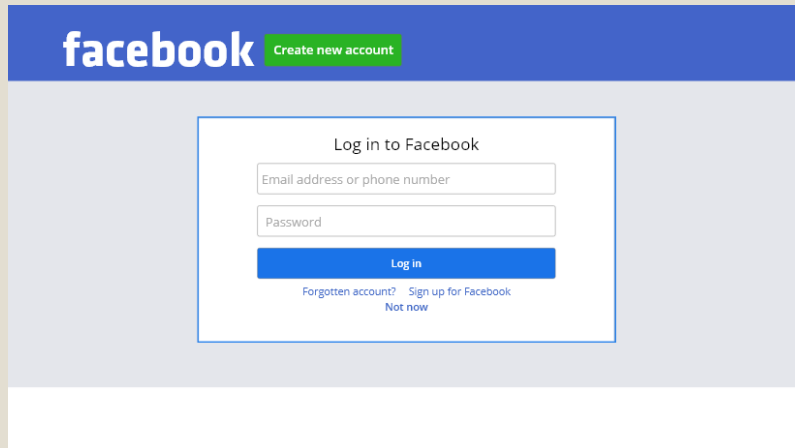 facebook Create new account
Log in to Facebook
Email address or phone number
Password
Log in
Forgotten account? Sign up for Facebook
Not now